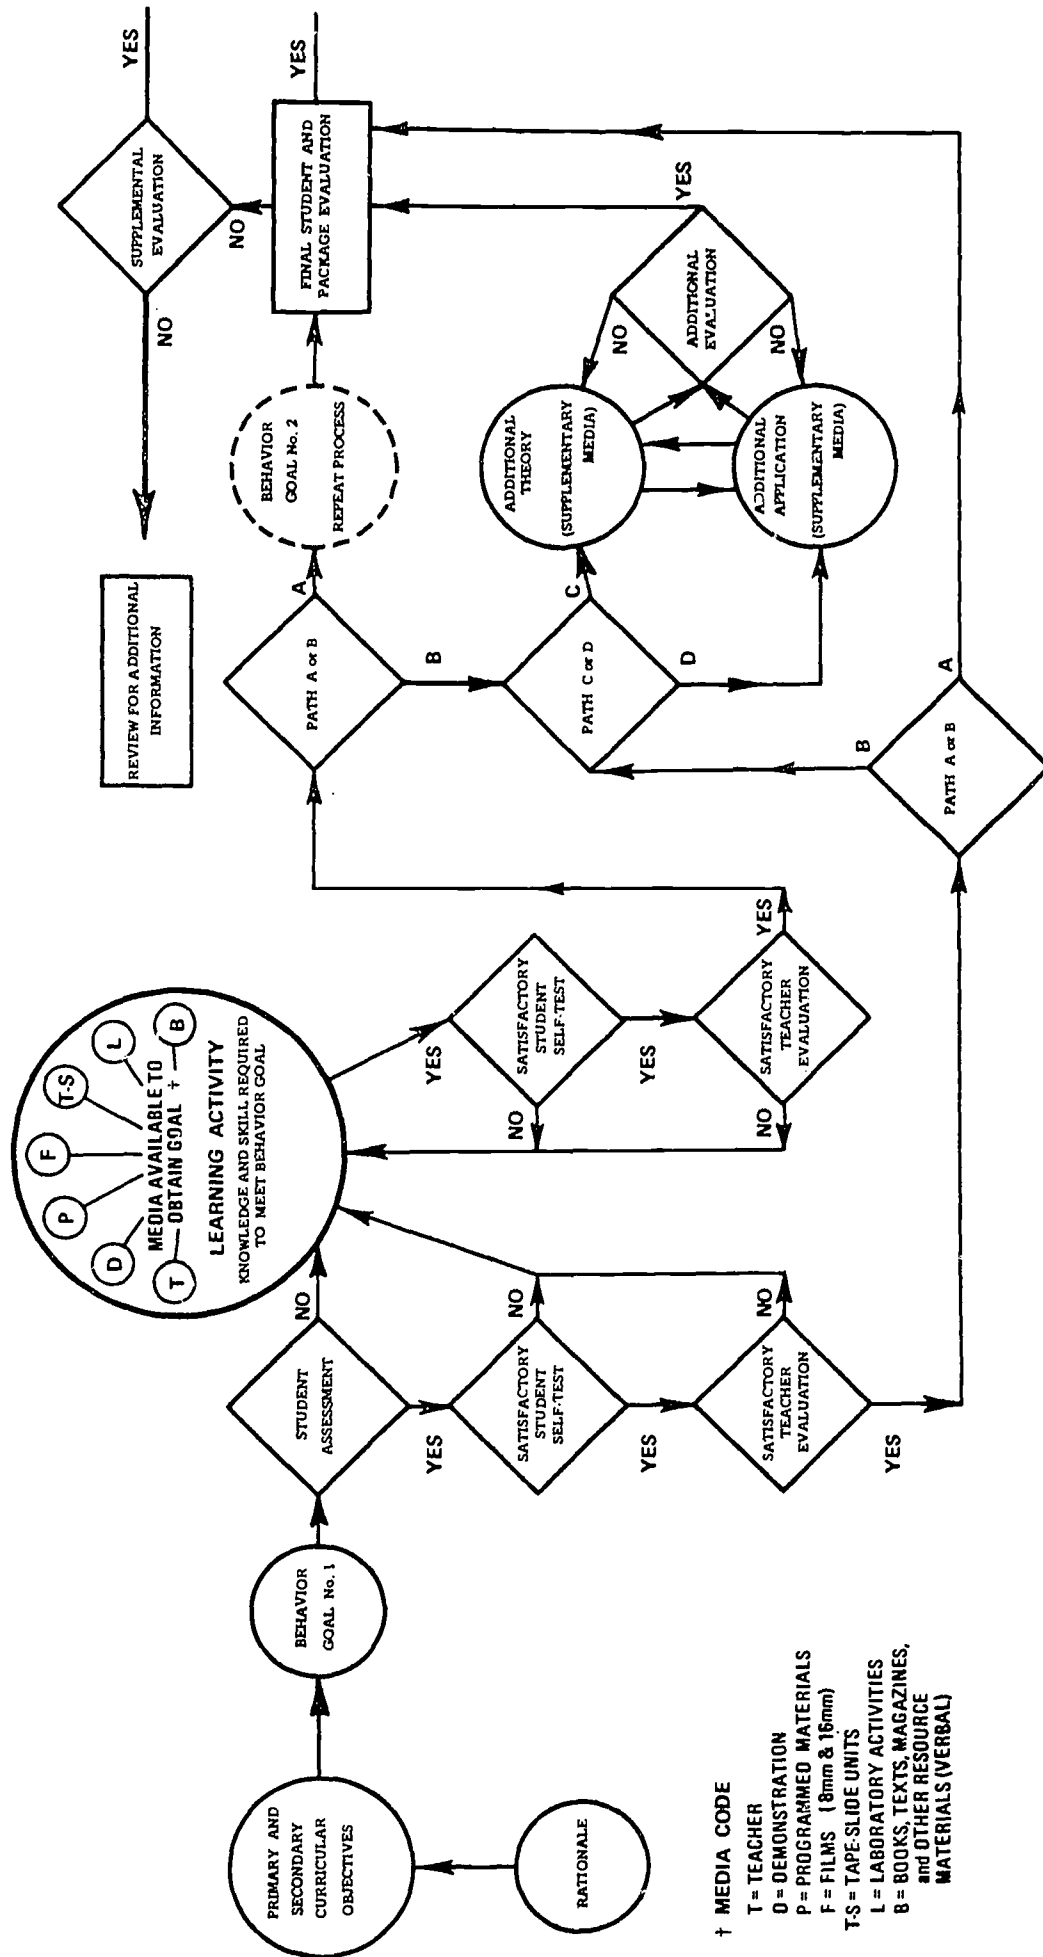 RATIONALE
PRIMARY AND
SECONDARY
CURRICULAR
OBJECTIVES
BEHAVIOR
GOAL No. 1
STUDENT
ASSESSMENT
NO
YES
SATISFACTORY
STUDENT
SELF-TEST
NO
YES
SATISFACTORY
TEACHER
EVALUATION
NO
YES
T
D
P
F
T-S
L
B
MEDIA AVAILABLE TO
OBTAIN GOAL †
LEARNING ACTIVITY
KNOWLEDGE AND SKILL REQUIRED
TO MEET BEHAVIOR GOAL
YES
SATISFACTORY
STUDENT
SELF-TEST
NO
YES
SATISFACTORY
TEACHER
EVALUATION
NO
YES
PATH A or B
A
B
PATH A or B
A
B
PATH C or D
C
D
BEHAVIOR
GOAL No. 2
REPEAT PROCESS
ADDITIONAL
THEORY
(SUPPLEMENTARY
MEDIA)
ADDITIONAL
APPLICATION
(SUPPLEMENTARY
MEDIA)
ADDITIONAL
EVALUATION
NO
NO
YES
FINAL STUDENT AND
PACKAGE EVALUATION
YES
NO
SUPPLEMENTAL
EVALUATION
YES
NO
REVIEW FOR ADDITIONAL
INFORMATION
† MEDIA CODE
T = TEACHER
D = DEMONSTRATION
P = PROGRAMMED MATERIALS
F = FILMS (8mm & 16mm)
T-S = TAPE-SLIDE UNITS
L = LABORATORY ACTIVITIES
B = BOOKS, TEXTS, MAGAZINES,
and OTHER RESOURCE
MATERIALS (VERBAL)